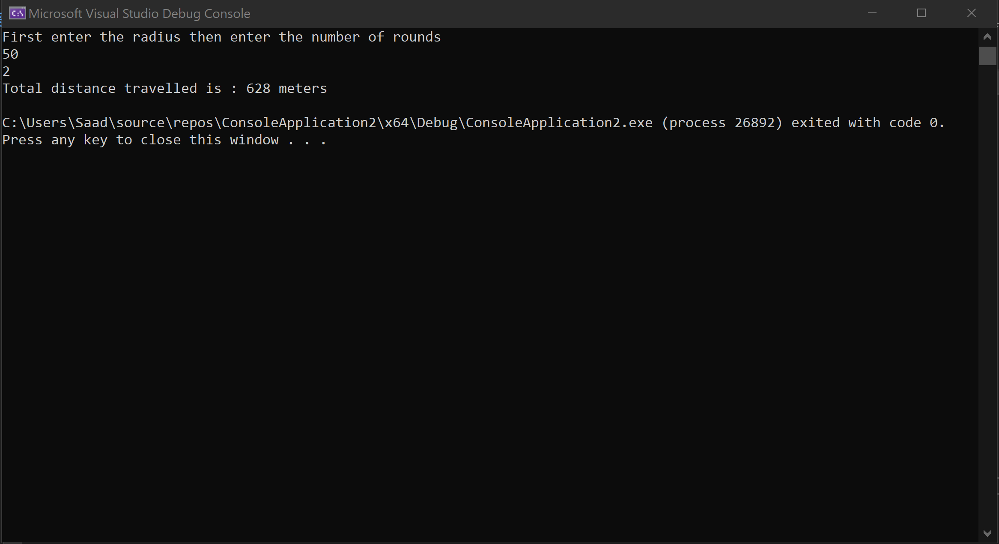 Microsoft Visual Studio Debug Console
First enter the radius then enter the number of rounds
50
2
Total distance travelled is : 628 meters
C:\Users\Saad\source\repos\ConsoleApplication2\x64\Debug\ConsoleApplication2.exe (process 26892) exited with code 0.
Press any key to close this window . . .